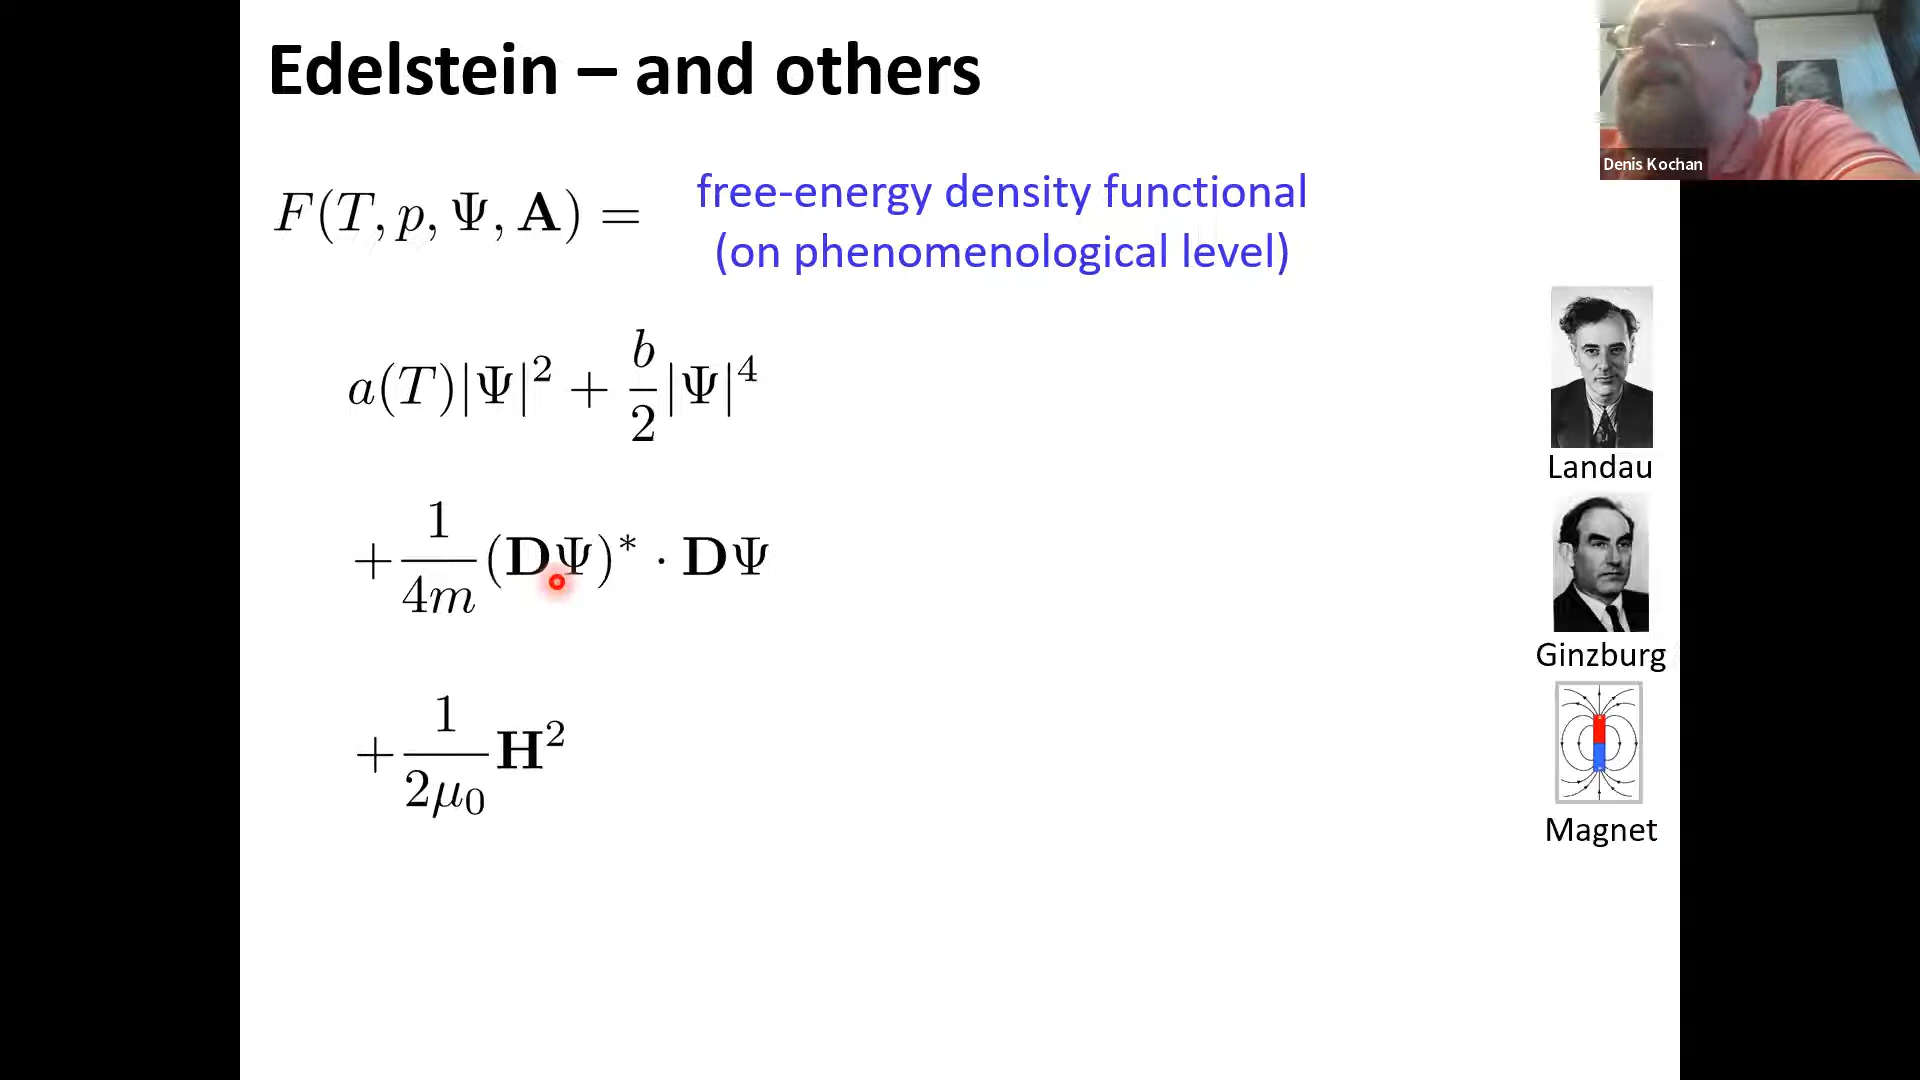 Edelstein – and others
Denis Kochan
F(T, p, Ψ, A) =
free-energy density functional
(on phenomenological level)
a(T)|Ψ|² + b/2 |Ψ|⁴
Landau
+ 1/4m (DΨ)* · DΨ
Ginzburg
+ 1/2μ₀ H²
Magnet